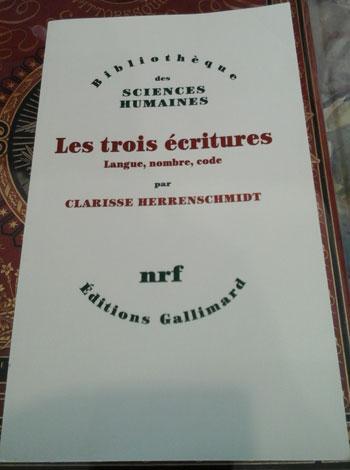 Bibliothèque
des
SCIENCES
HUMAINES
Les trois écritures
Langue, nombre, code
par
CLARISSE HERRENSCHMIDT
nrf
Éditions Gallimard